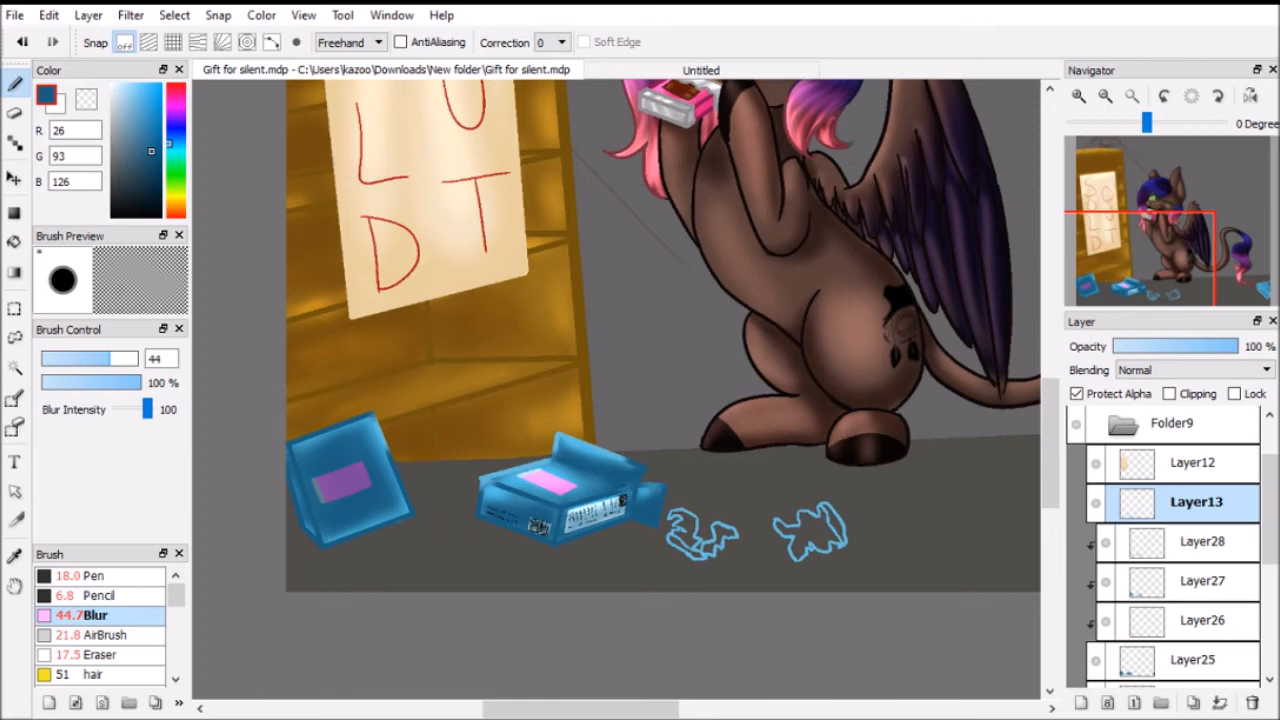 File Edit Layer Filter Select Snap Color View Tool Window Help
Snap off Freehand AntiAliasing Correction 0 Soft Edge
Color
Gift for silent.mdp - C:\Users\kazoo\Downloads\New folder\Gift for silent.mdp
Untitled
Navigator
R 26
G 93
B 126
0 Degree
Brush Preview
*
Brush Control
44
100 %
Blur Intensity 100
L U
D T
Layer
Opacity 100 %
Blending Normal
Protect Alpha Clipping Lock
Folder9
Layer12
Layer13
Layer28
Layer27
Layer26
Layer25
Brush
18.0 Pen
6.8 Pencil
44.7 Blur
21.8 AirBrush
17.5 Eraser
51 hair